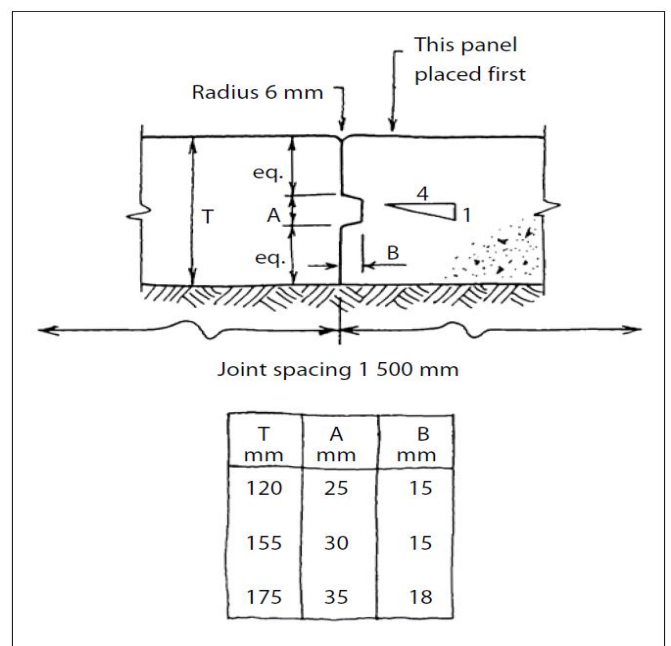 This panel
placed first
Radius 6 mm
eq.
4
T
A
1
eq.
B
Joint spacing 1 500 mm
T A B
mm mm mm
120 25 15
155 30 15
175 35 18